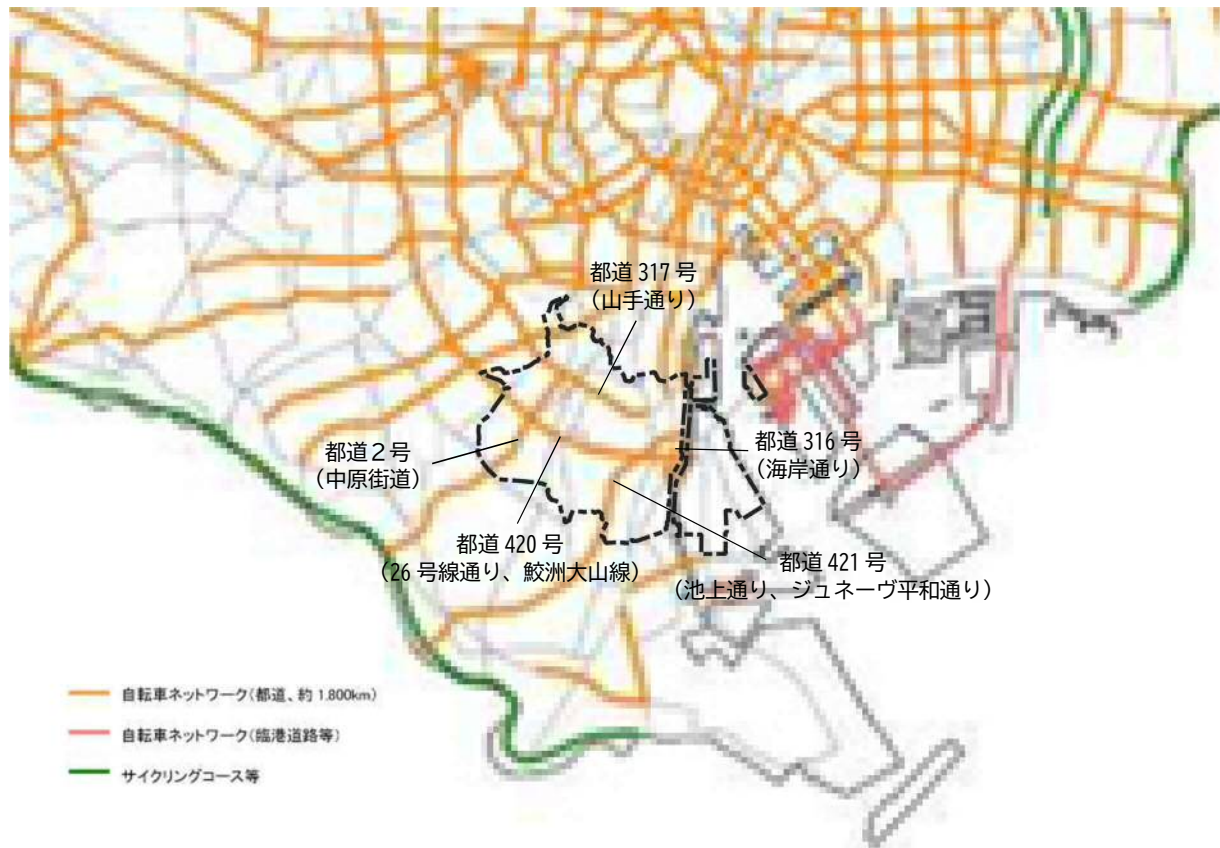 都道 317 号
（山手通り）
都道２号
（中原街道）
都道 316 号
（海岸通り）
都道 420 号
（26 号線通り、鮫洲大山線）
都道 421 号
（池上通り、ジュネーヴ平和通り）
自転車ネットワーク(都道、約 1.800km)
自転車ネットワーク(臨港道路等)
サイクリングコース等